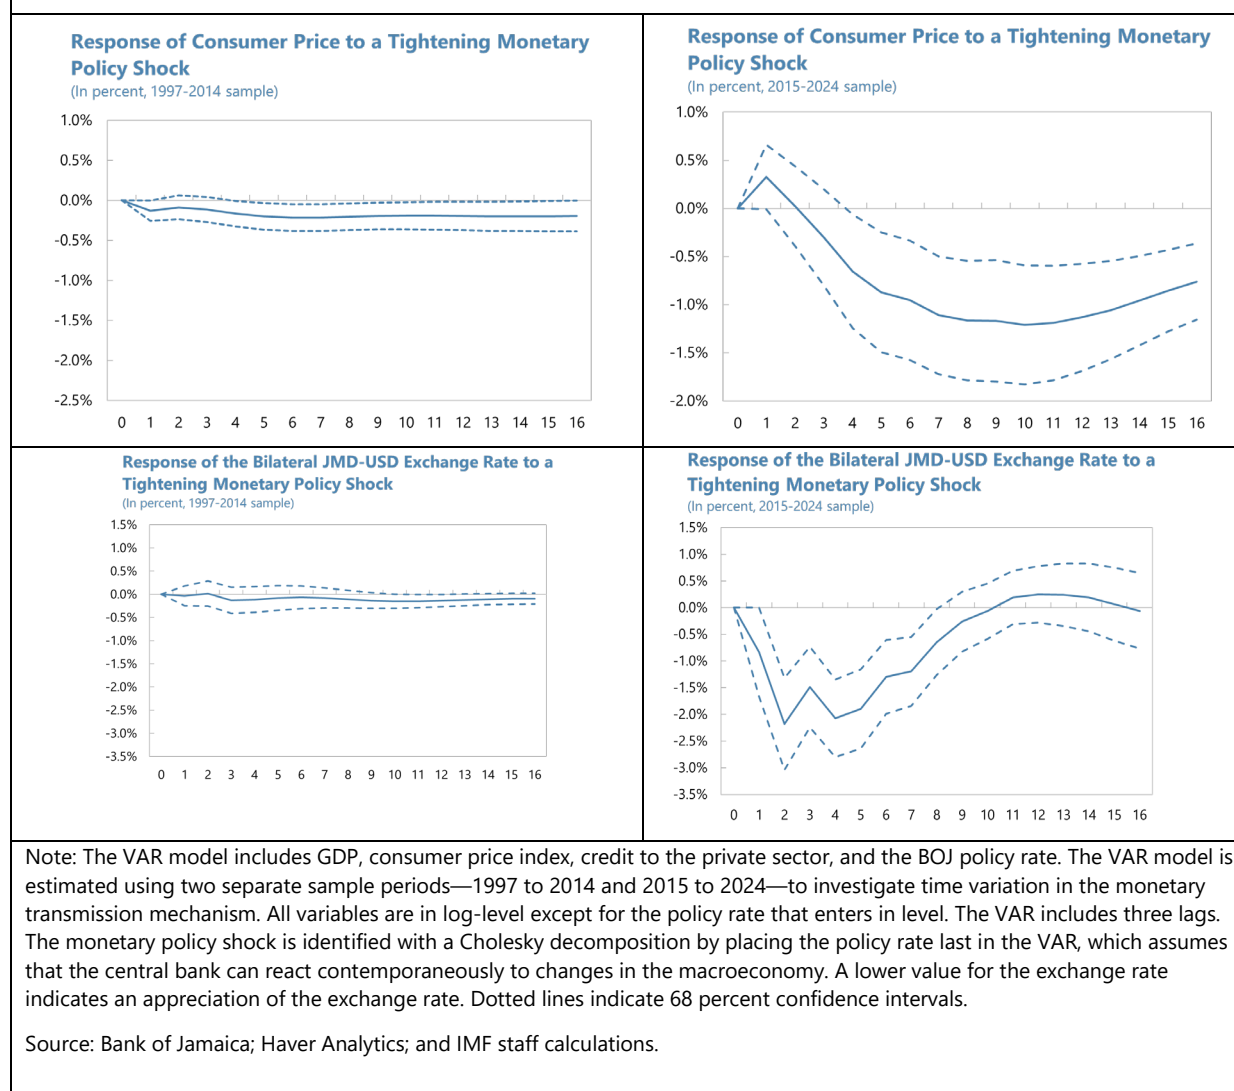 Response of Consumer Price to a Tightening Monetary
Policy Shock
(In percent, 1997-2014 sample)
1.0%
0.5%
0.0%
-0.5%
-1.0%
-1.5%
-2.0%
-2.5%
0 1 2 3 4 5 6 7 8 9 10 11 12 13 14 15 16
Response of Consumer Price to a Tightening Monetary
Policy Shock
(In percent, 2015-2024 sample)
1.0%
0.5%
0.0%
-0.5%
-1.0%
-1.5%
-2.0%
0 1 2 3 4 5 6 7 8 9 10 11 12 13 14 15 16
Response of the Bilateral JMD-USD Exchange Rate to a
Tightening Monetary Policy Shock
(In percent, 1997-2014 sample)
1.5%
1.0%
0.5%
0.0%
-0.5%
-1.0%
-1.5%
-2.0%
-2.5%
-3.0%
-3.5%
0 1 2 3 4 5 6 7 8 9 10 11 12 13 14 15 16
Response of the Bilateral JMD-USD Exchange Rate to a
Tightening Monetary Policy Shock
(In percent, 2015-2024 sample)
1.5%
1.0%
0.5%
0.0%
-0.5%
-1.0%
-1.5%
-2.0%
-2.5%
-3.0%
-3.5%
0 1 2 3 4 5 6 7 8 9 10 11 12 13 14 15 16
Note: The VAR model includes GDP, consumer price index, credit to the private sector, and the BOJ policy rate. The VAR model is
estimated using two separate sample periods—1997 to 2014 and 2015 to 2024—to investigate time variation in the monetary
transmission mechanism. All variables are in log-level except for the policy rate that enters in level. The VAR includes three lags.
The monetary policy shock is identified with a Cholesky decomposition by placing the policy rate last in the VAR, which assumes
that the central bank can react contemporaneously to changes in the macroeconomy. A lower value for the exchange rate
indicates an appreciation of the exchange rate. Dotted lines indicate 68 percent confidence intervals.
Source: Bank of Jamaica; Haver Analytics; and IMF staff calculations.